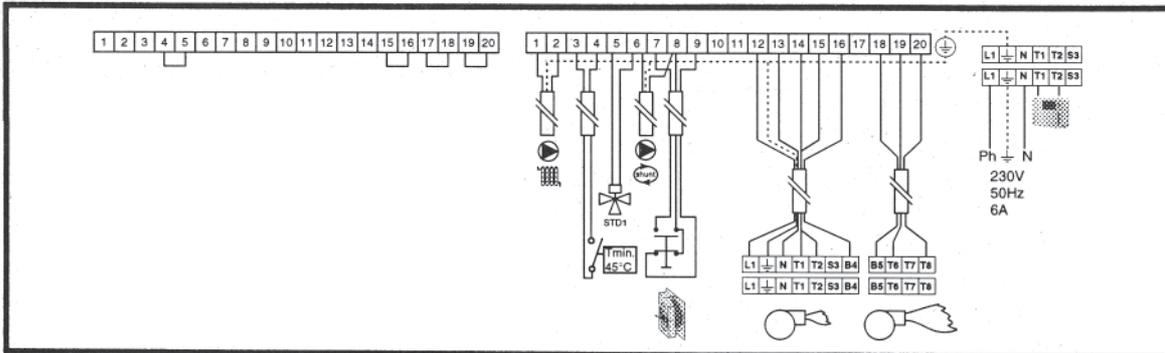 1 2 3 4 5 6 7 8 9 10 11 12 13 14 15 16 17 18 19 20
1 2 3 4 5 6 7 8 9 10 11 12 13 14 15 16 17 18 19 20
L1 N T1 T2 S3
L1 N T1 T2 S3
Ph N
230V
50Hz
6A
shunt
STD1
Tmin.
45°C
L1 N T1 T2 S3 B4
B5 T6 T7 T8
L1 N T1 T2 S3 B4
B5 T6 T7 T8